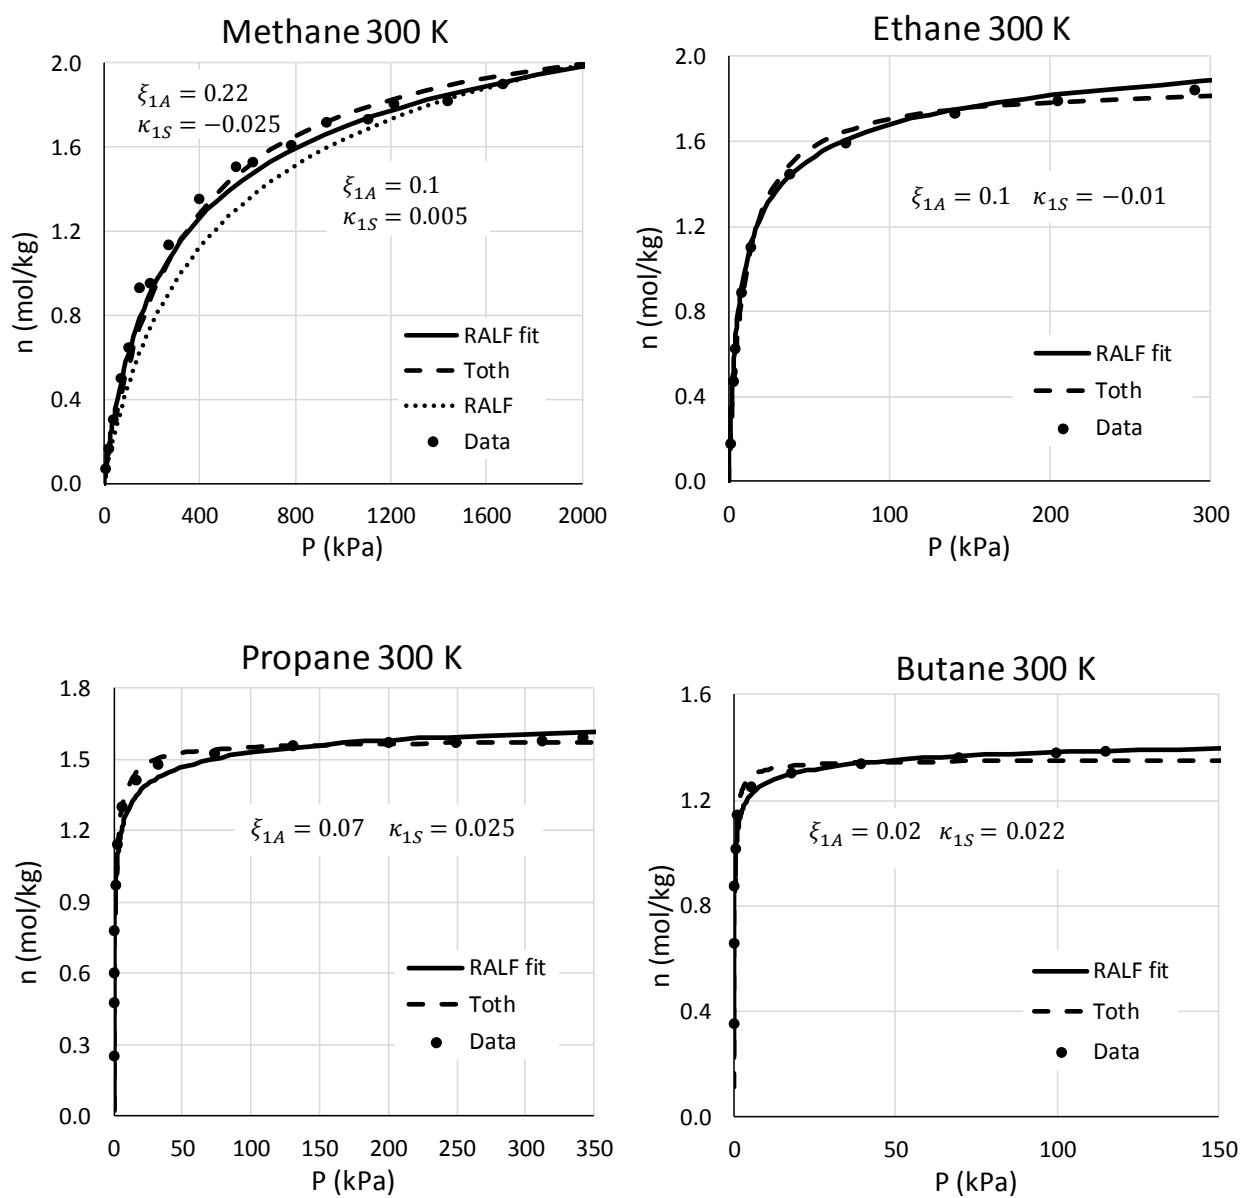 Methane 300 K
n (mol/kg)
2.0
1.6
1.2
0.8
0.4
0.0
ξ1A = 0.22
κ1S = −0.025
ξ1A = 0.1
κ1S = 0.005
RALF fit
Toth
RALF
Data
0 400 800 1200 1600 2000
P (kPa)
Ethane 300 K
n (mol/kg)
2.0
1.6
1.2
0.8
0.4
0.0
ξ1A = 0.1 κ1S = −0.01
RALF fit
Toth
Data
0 100 200 300
P (kPa)
Propane 300 K
n (mol/kg)
1.8
1.5
1.2
0.9
0.6
0.3
0.0
ξ1A = 0.07 κ1S = 0.025
RALF fit
Toth
Data
0 50 100 150 200 250 300 350
P (kPa)
Butane 300 K
n (mol/kg)
1.6
1.2
0.8
0.4
0.0
ξ1A = 0.02 κ1S = 0.022
RALF fit
Toth
Data
0 50 100 150
P (kPa)